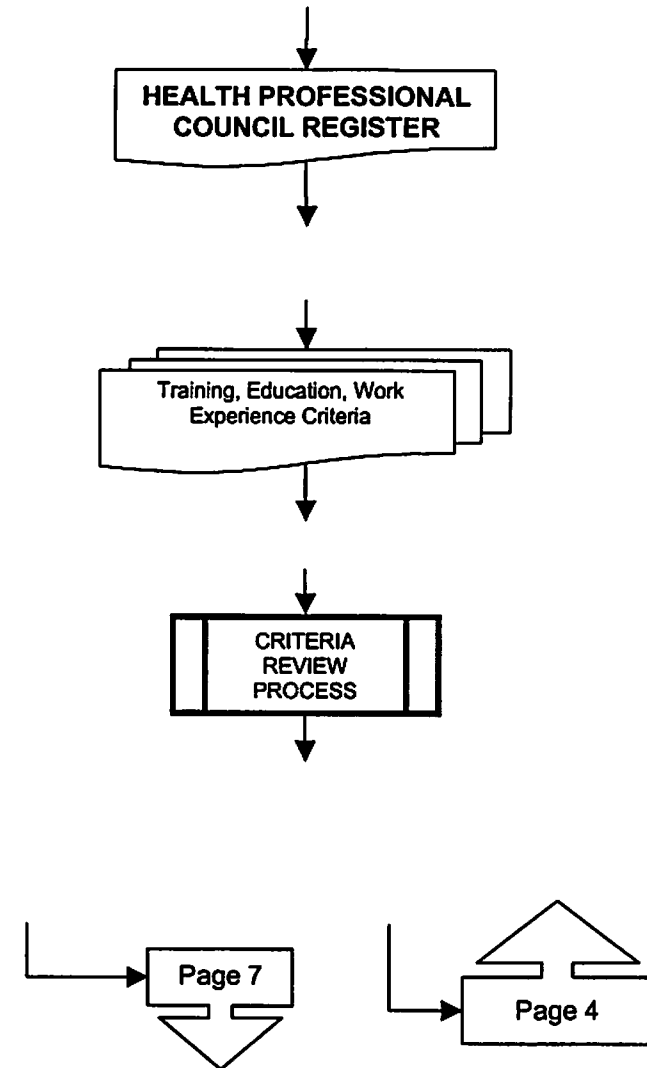 HEALTH PROFESSIONAL
COUNCIL REGISTER
Training, Education, Work
Experience Criteria
CRITERIA
REVIEW
PROCESS
Page 7
Page 4